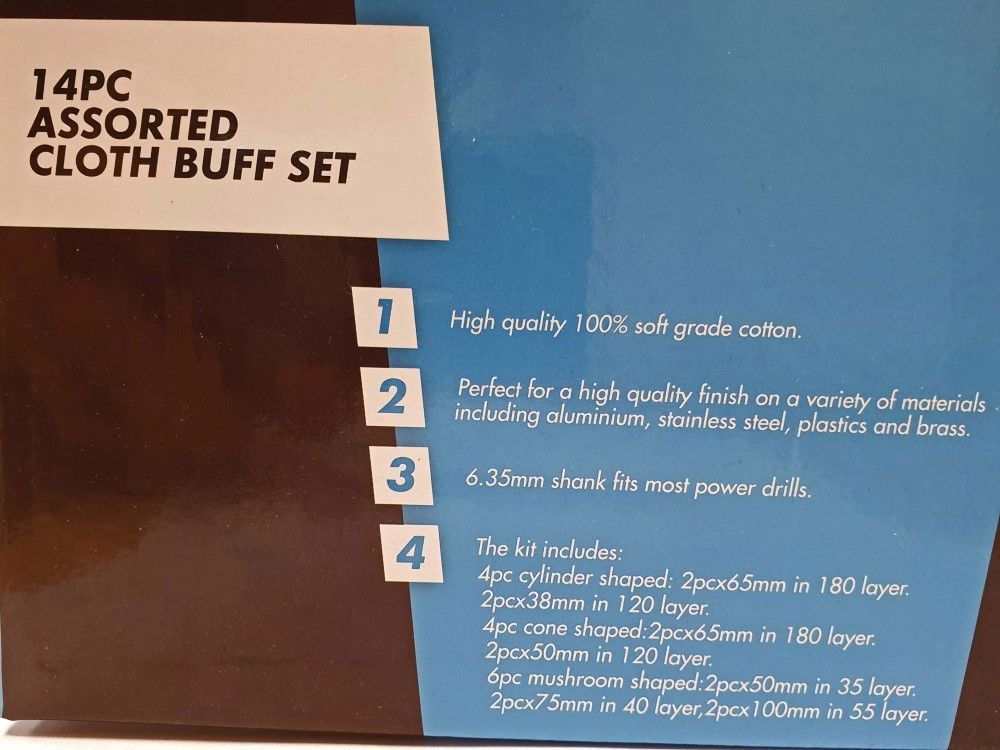 14PC
ASSORTED
CLOTH BUFF SET
1
High quality 100% soft grade cotton.
2
Perfect for a high quality finish on a variety of materials
including aluminium, stainless steel, plastics and brass.
3
6.35mm shank fits most power drills.
4
The kit includes:
4pc cylinder shaped: 2pcx65mm in 180 layer.
2pcx38mm in 120 layer.
4pc cone shaped:2pcx65mm in 180 layer.
2pcx50mm in 120 layer.
6pc mushroom shaped:2pcx50mm in 35 layer.
2pcx75mm in 40 layer,2pcx100mm in 55 layer.